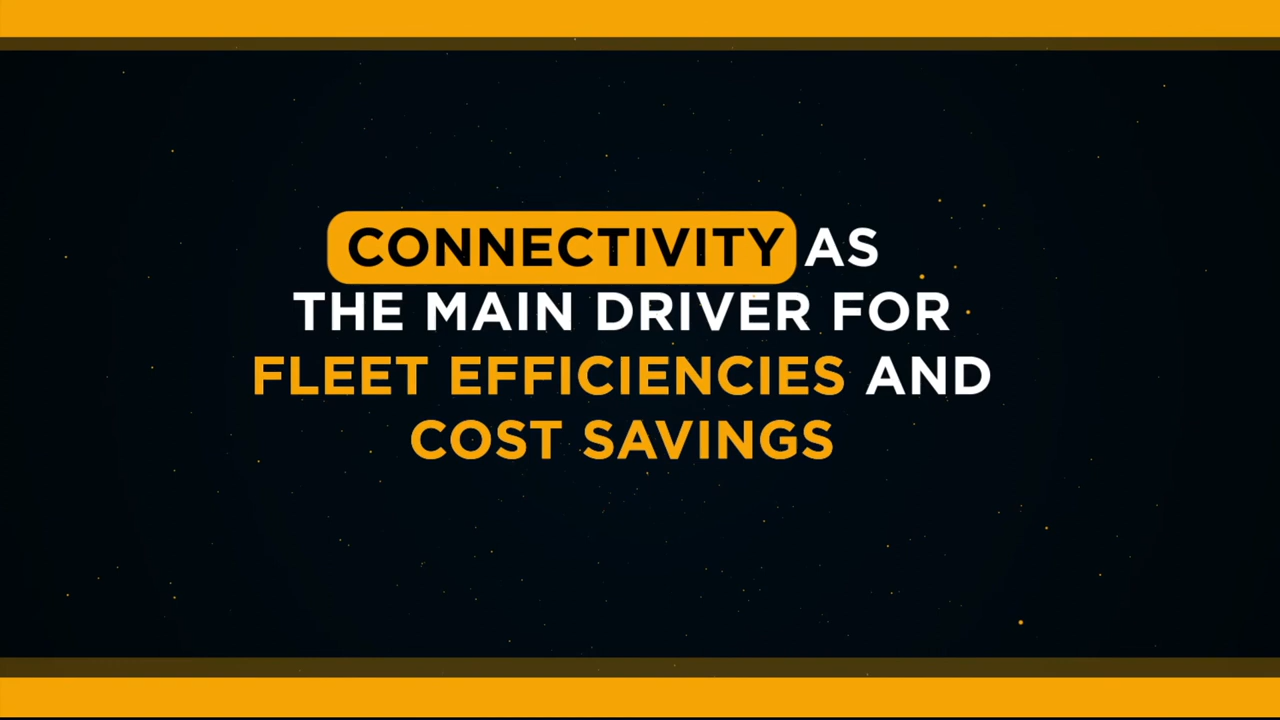 CONNECTIVITY AS
THE MAIN DRIVER FOR
FLEET EFFICIENCIES AND
COST SAVINGS